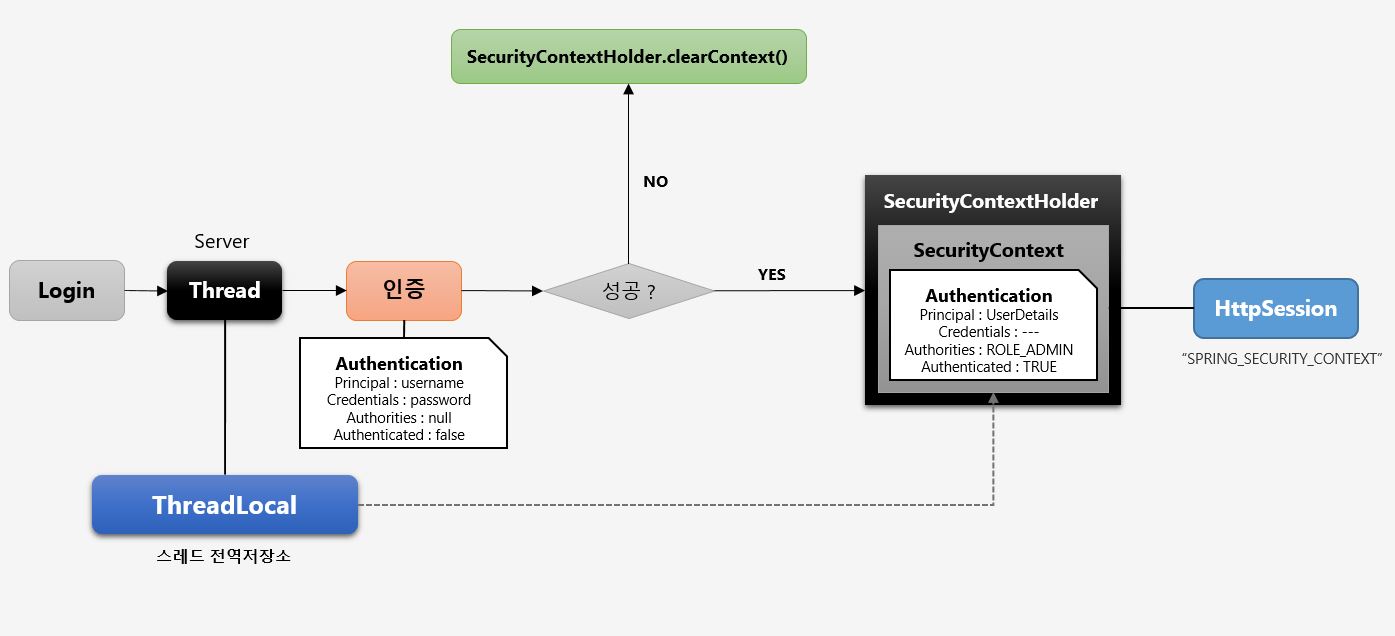 SecurityContextHolder.clearContext()
NO
SecurityContextHolder
Server
SecurityContext
YES
Login
Thread
인증
성공 ?
Authentication
Principal : UserDetails
Credentials : ---
Authorities : ROLE_ADMIN
Authenticated : TRUE
HttpSession
“SPRING_SECURITY_CONTEXT”
Authentication
Principal : username
Credentials : password
Authorities : null
Authenticated : false
ThreadLocal
스레드 전역저장소